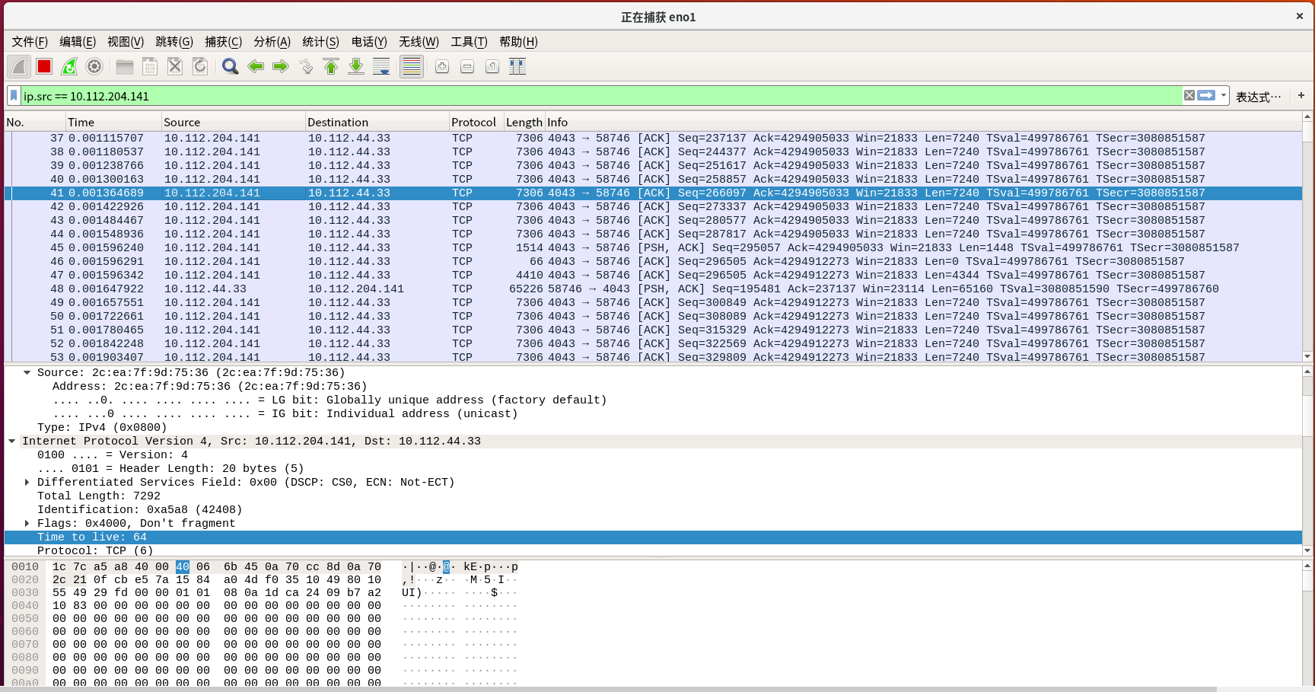 正在捕获 eno1
文件(F) 编辑(E) 视图(V) 跳转(G) 捕获(C) 分析(A) 统计(S) 电话(Y) 无线(W) 工具(T) 帮助(H)
ip.src == 10.112.204.141 表达式…
No. Time Source Destination Protocol Length Info
37 0.001115707 10.112.204.141 10.112.44.33 TCP 7306 4043 → 58746 [ACK] Seq=237137 Ack=4294905033 Win=21833 Len=7240 TSval=499786761 TSecr=3080851587
38 0.001180537 10.112.204.141 10.112.44.33 TCP 7306 4043 → 58746 [ACK] Seq=244377 Ack=4294905033 Win=21833 Len=7240 TSval=499786761 TSecr=3080851587
39 0.001238766 10.112.204.141 10.112.44.33 TCP 7306 4043 → 58746 [ACK] Seq=251617 Ack=4294905033 Win=21833 Len=7240 TSval=499786761 TSecr=3080851587
40 0.001300163 10.112.204.141 10.112.44.33 TCP 7306 4043 → 58746 [ACK] Seq=258857 Ack=4294905033 Win=21833 Len=7240 TSval=499786761 TSecr=3080851587
41 0.001364689 10.112.204.141 10.112.44.33 TCP 7306 4043 → 58746 [ACK] Seq=266097 Ack=4294905033 Win=21833 Len=7240 TSval=499786761 TSecr=3080851587
42 0.001422926 10.112.204.141 10.112.44.33 TCP 7306 4043 → 58746 [ACK] Seq=273337 Ack=4294905033 Win=21833 Len=7240 TSval=499786761 TSecr=3080851587
43 0.001484467 10.112.204.141 10.112.44.33 TCP 7306 4043 → 58746 [ACK] Seq=280577 Ack=4294905033 Win=21833 Len=7240 TSval=499786761 TSecr=3080851587
44 0.001548936 10.112.204.141 10.112.44.33 TCP 7306 4043 → 58746 [ACK] Seq=287817 Ack=4294905033 Win=21833 Len=7240 TSval=499786761 TSecr=3080851587
45 0.001596240 10.112.204.141 10.112.44.33 TCP 1514 4043 → 58746 [PSH, ACK] Seq=295057 Ack=4294905033 Win=21833 Len=1448 TSval=499786761 TSecr=3080851587
46 0.001596291 10.112.204.141 10.112.44.33 TCP 66 4043 → 58746 [ACK] Seq=296505 Ack=4294912273 Win=21833 Len=0 TSval=499786761 TSecr=3080851587
47 0.001596342 10.112.204.141 10.112.44.33 TCP 4410 4043 → 58746 [ACK] Seq=296505 Ack=4294912273 Win=21833 Len=4344 TSval=499786761 TSecr=3080851587
48 0.001647922 10.112.44.33 10.112.204.141 TCP 65226 58746 → 4043 [PSH, ACK] Seq=195481 Ack=237137 Win=23114 Len=65160 TSval=3080851590 TSecr=499786760
49 0.001657551 10.112.204.141 10.112.44.33 TCP 7306 4043 → 58746 [ACK] Seq=300849 Ack=4294912273 Win=21833 Len=7240 TSval=499786761 TSecr=3080851587
50 0.001722661 10.112.204.141 10.112.44.33 TCP 7306 4043 → 58746 [ACK] Seq=308089 Ack=4294912273 Win=21833 Len=7240 TSval=499786761 TSecr=3080851587
51 0.001780465 10.112.204.141 10.112.44.33 TCP 7306 4043 → 58746 [ACK] Seq=315329 Ack=4294912273 Win=21833 Len=7240 TSval=499786761 TSecr=3080851587
52 0.001842248 10.112.204.141 10.112.44.33 TCP 7306 4043 → 58746 [ACK] Seq=322569 Ack=4294912273 Win=21833 Len=7240 TSval=499786761 TSecr=3080851587
53 0.001903407 10.112.204.141 10.112.44.33 TCP 7306 4043 → 58746 [ACK] Seq=329809 Ack=4294912273 Win=21833 Len=7240 TSval=499786761 TSecr=3080851587
Source: 2c:ea:7f:9d:75:36 (2c:ea:7f:9d:75:36)
Address: 2c:ea:7f:9d:75:36 (2c:ea:7f:9d:75:36)
.... ..0. .... .... .... .... = LG bit: Globally unique address (factory default)
.... ...0 .... .... .... .... = IG bit: Individual address (unicast)
Type: IPv4 (0x0800)
Internet Protocol Version 4, Src: 10.112.204.141, Dst: 10.112.44.33
0100 .... = Version: 4
.... 0101 = Header Length: 20 bytes (5)
Differentiated Services Field: 0x00 (DSCP: CS0, ECN: Not-ECT)
Total Length: 7292
Identification: 0xa5a8 (42408)
Flags: 0x4000, Don't fragment
Time to live: 64
Protocol: TCP (6)
0010 1c 7c a5 a8 40 00 40 06 6b 45 0a 70 cc 8d 0a 70 ·|··@·@· kE·p···p
0020 2c 21 0f cb e5 7a 15 84 a0 4d f0 35 10 49 80 10 ,!···z·· ·M·5·I··
0030 55 49 29 fd 00 00 01 01 08 0a 1d ca 24 09 b7 a2 UI)····· ····$···
0040 10 83 00 00 00 00 00 00 00 00 00 00 00 00 00 00 ········ ········
0050 00 00 00 00 00 00 00 00 00 00 00 00 00 00 00 00 ········ ········
0060 00 00 00 00 00 00 00 00 00 00 00 00 00 00 00 00 ········ ········
0070 00 00 00 00 00 00 00 00 00 00 00 00 00 00 00 00 ········ ········
0080 00 00 00 00 00 00 00 00 00 00 00 00 00 00 00 00 ········ ········
0090 00 00 00 00 00 00 00 00 00 00 00 00 00 00 00 00 ········ ········
00a0 00 00 00 00 00 00 00 00 00 00 00 00 00 00 00 00 ········ ········